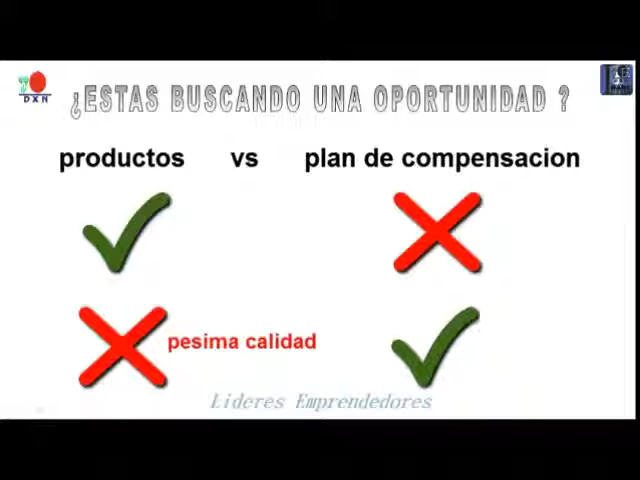 DXN
¿ESTAS BUSCANDO UNA OPORTUNIDAD ?
productos vs plan de compensacion
pesima calidad
Lideres Emprendedores